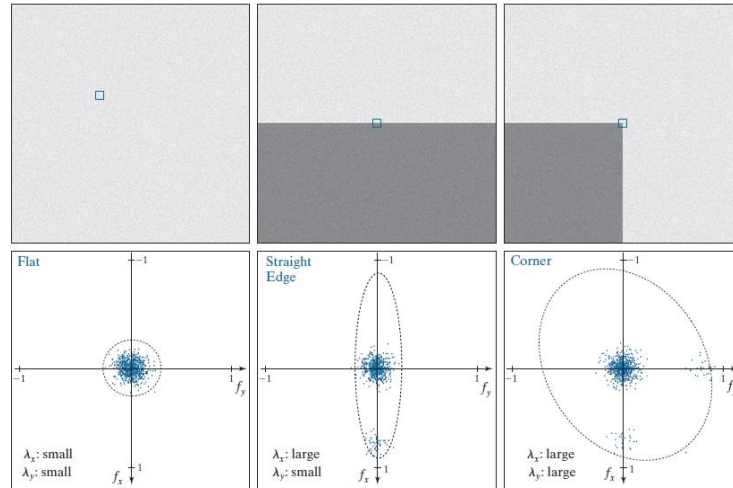 Flat
−1
−1
1
f_y
λ_x: small
λ_y: small
f_x
1
Straight
Edge
−1
−1
1
f_y
λ_x: large
λ_y: small
f_x
1
Corner
−1
−1
1
λ_x: large
λ_y: large
f_x
1